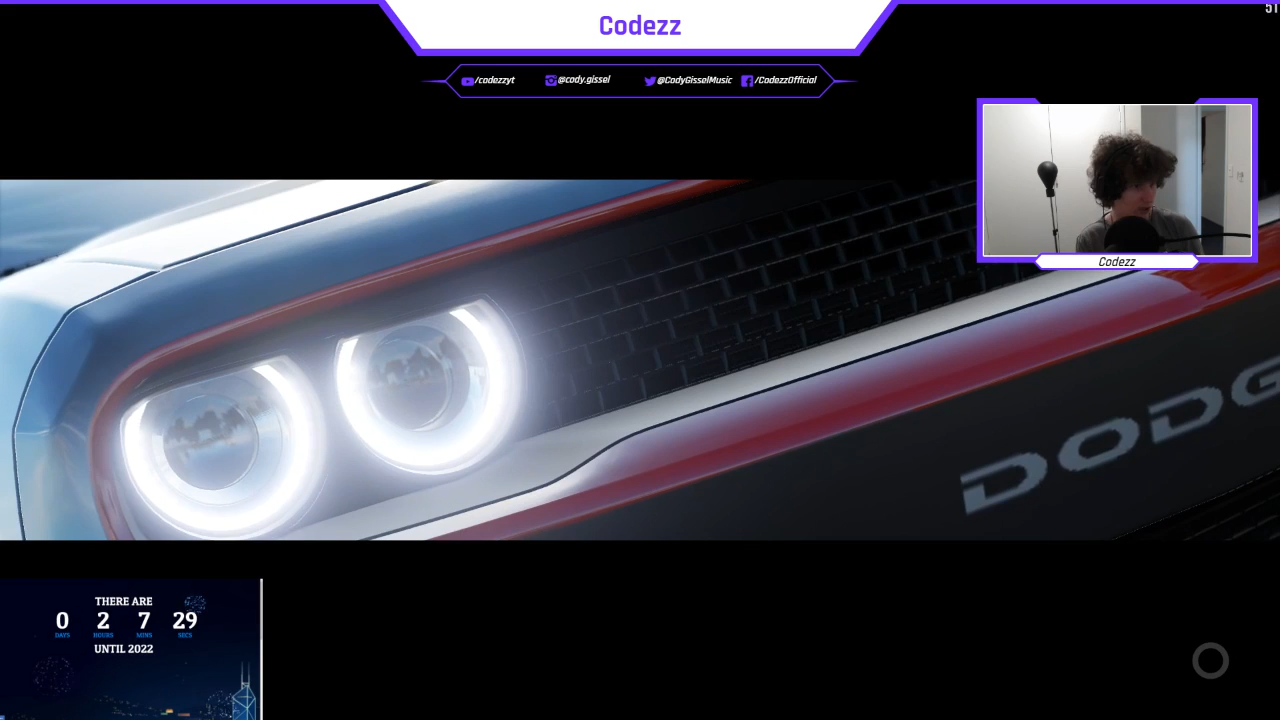 51
Codezz
/codezzyt @cody.gissel @CodyGisselMusic /CodezzOfficial
Codezz
DODG
THERE ARE
0 2 7 29
DAYS HOURS MINS SECS
UNTIL 2022